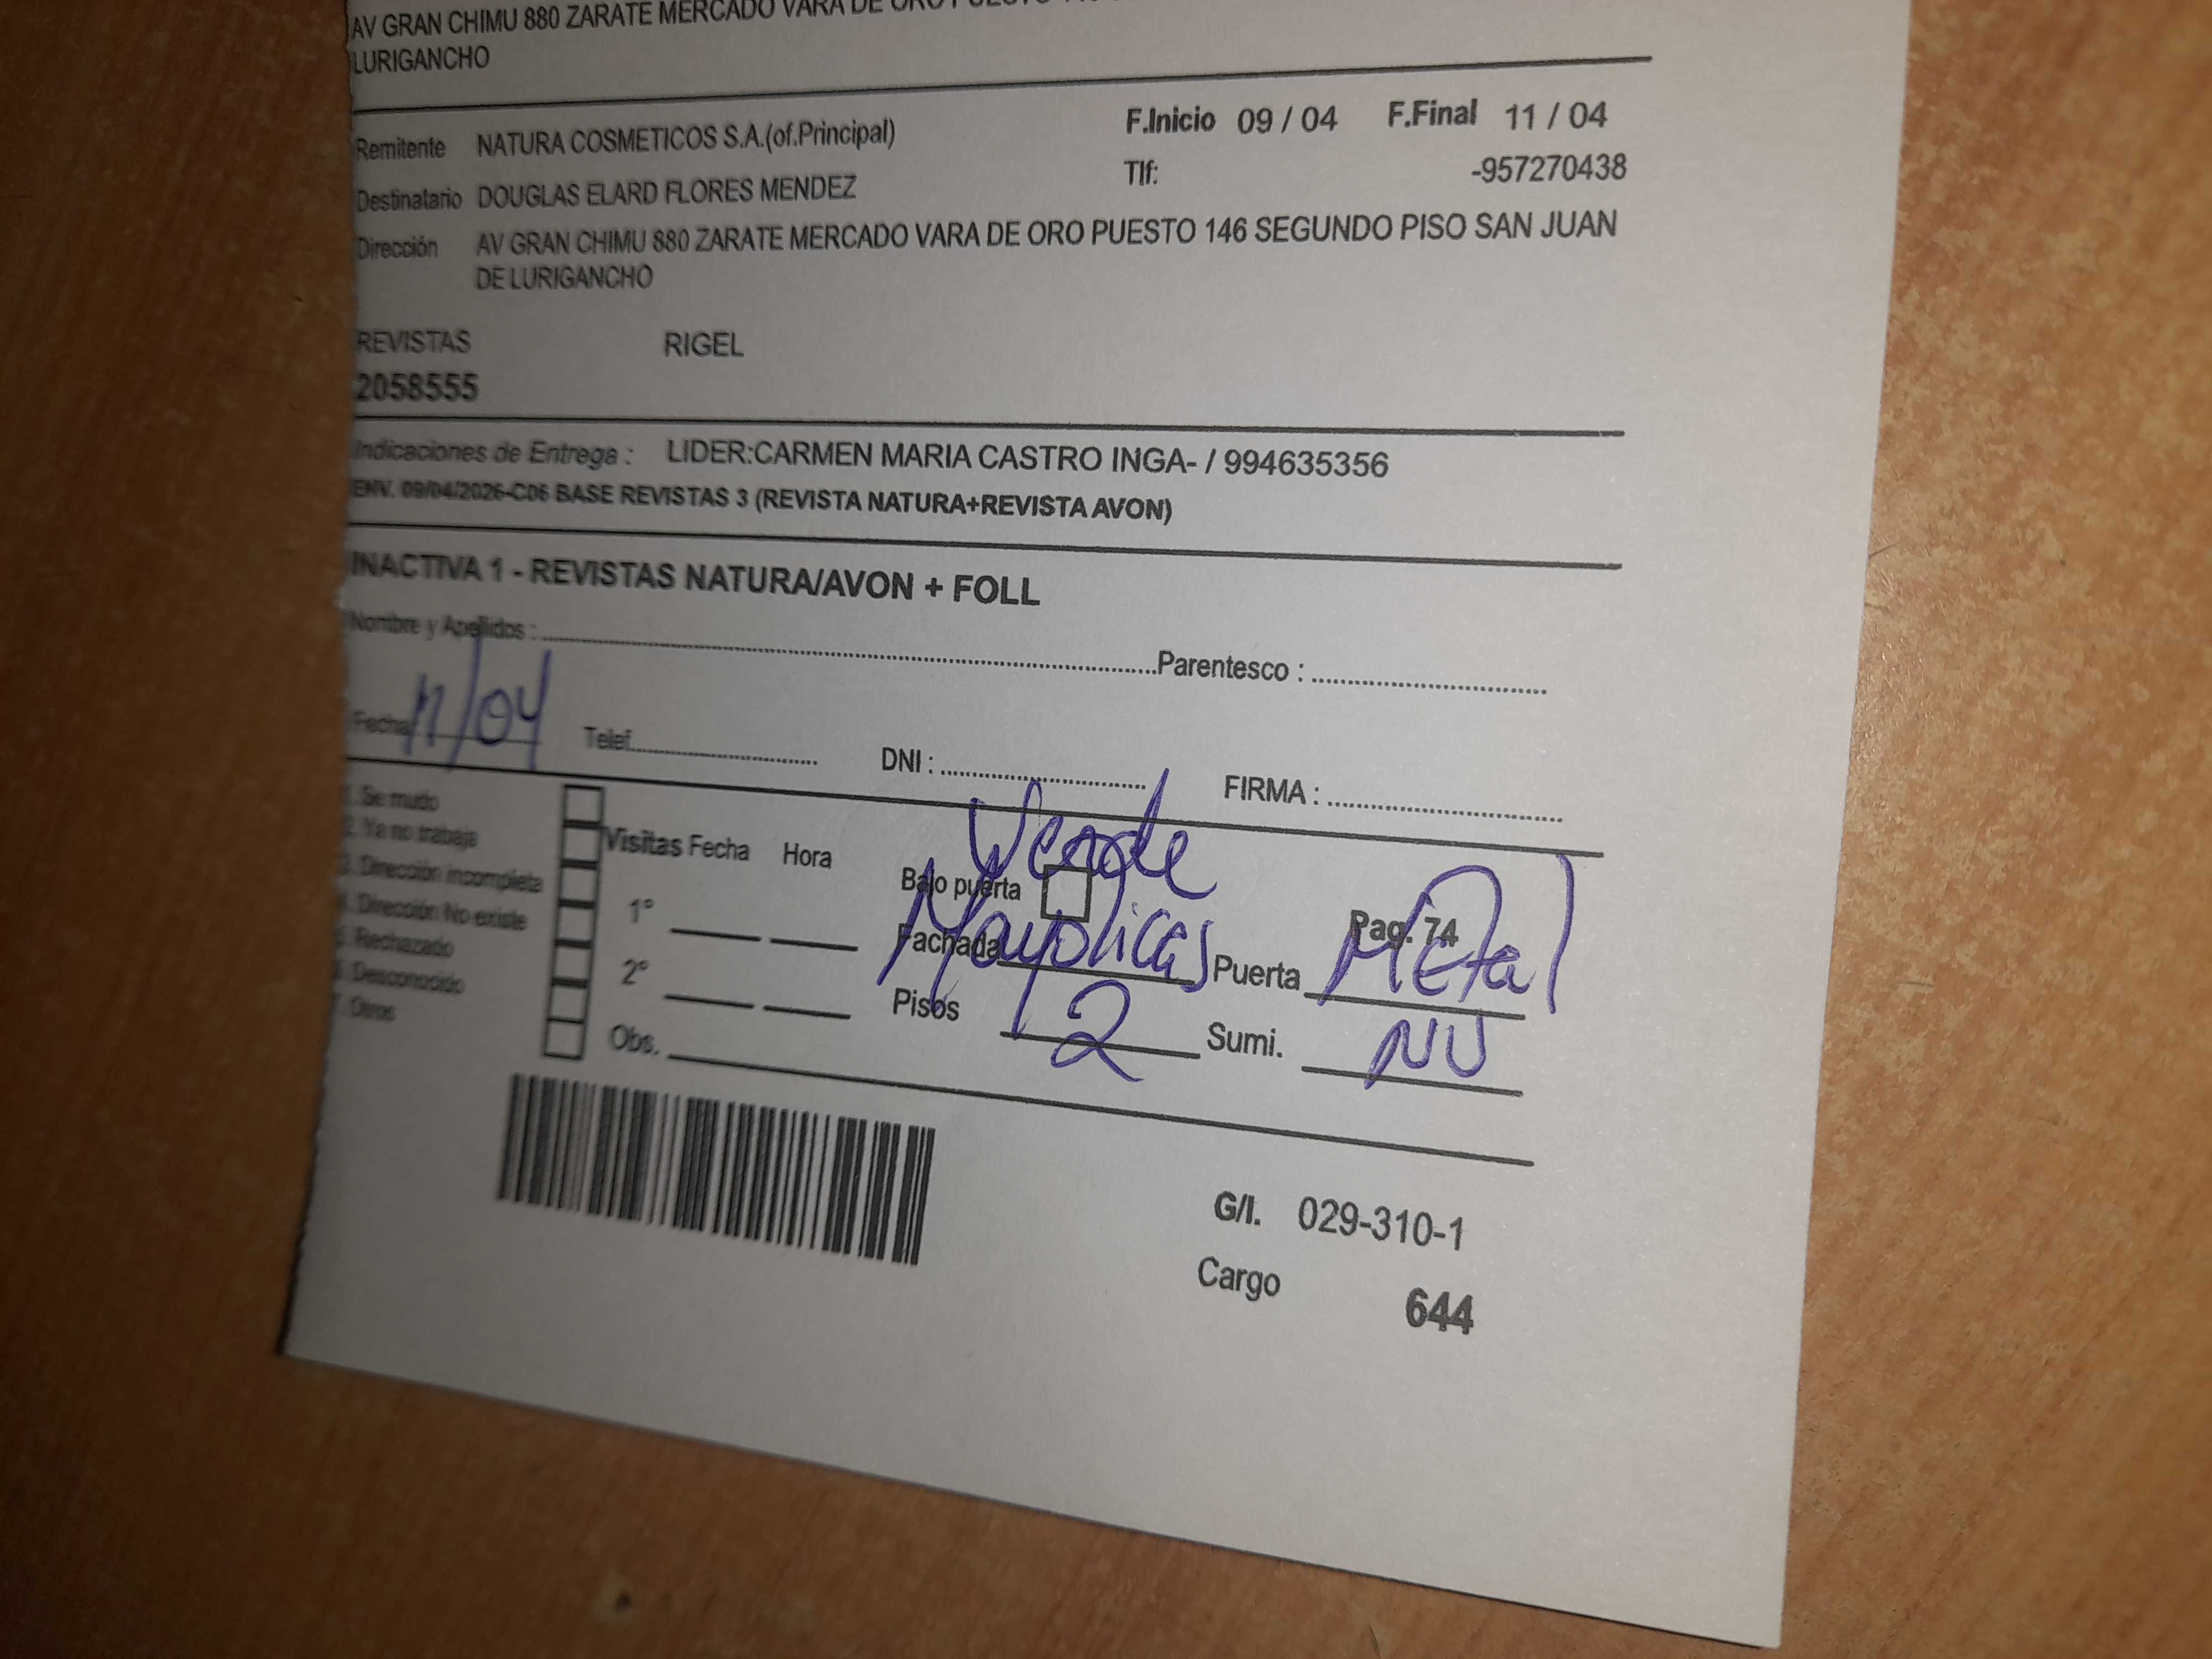 AV GRAN CHIMU 880 ZARATE MERCADO VARA DE ORO
LURIGANCHO
Remitente NATURA COSMETICOS S.A.(of.Principal) F.Inicio 09 / 04 F.Final 11 / 04
Destinatario DOUGLAS ELARD FLORES MENDEZ Tlf: -957270438
Dirección AV GRAN CHIMU 880 ZARATE MERCADO VARA DE ORO PUESTO 146 SEGUNDO PISO SAN JUAN
DE LURIGANCHO
REVISTAS RIGEL
2058555
Indicaciones de Entrega : LIDER:CARMEN MARIA CASTRO INGA- / 994635356
ENV. 09/04/2026-C06 BASE REVISTAS 3 (REVISTA NATURA+REVISTA AVON)
INACTIVA 1 - REVISTAS NATURA/AVON + FOLL
Nombre y Apellidos : Parentesco :
Fecha 11/04 Telef. DNI : FIRMA :
1. Se mudo
2. Ya no trabaja
3. Dirección incompleta
4. Dirección No existe
5. Rechazado
6. Desconocido
7. Otros
Visitas Fecha Hora
1°
2°
Obs.
Verde
Bajo puerta Pag. 74
Fachada Mayolicas Puerta Metal
Pisos 2 Sumi. NU
G/I. 029-310-1
Cargo 644